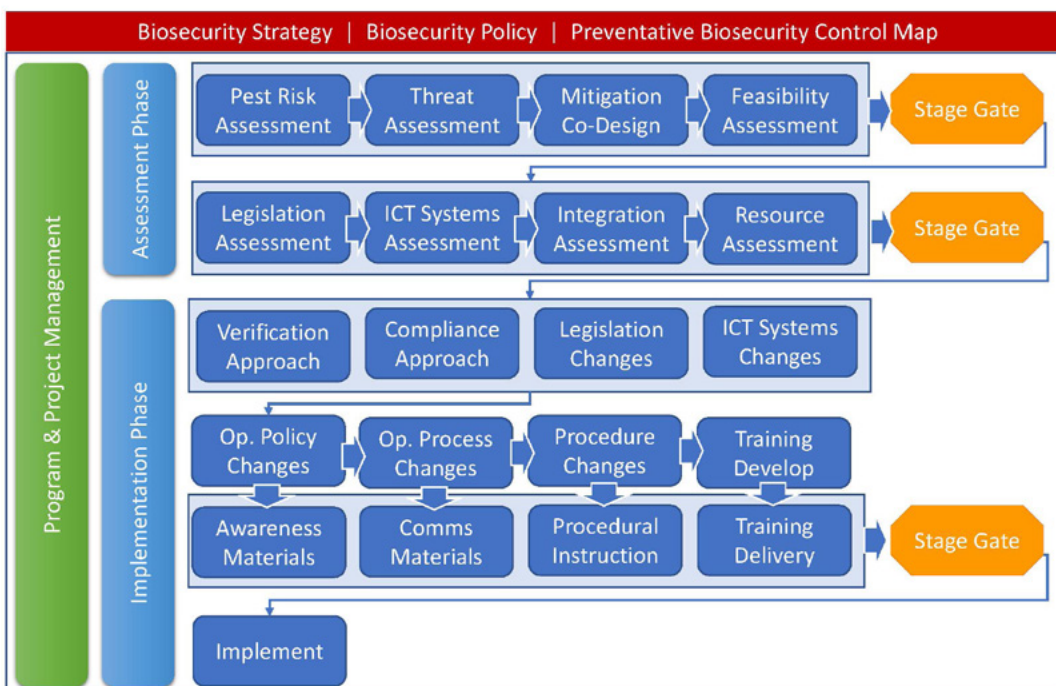 Biosecurity Strategy | Biosecurity Policy | Preventative Biosecurity Control Map
Program & Project Management
Assessment Phase
Pest Risk
Assessment
Threat
Assessment
Mitigation
Co-Design
Feasibility
Assessment
Stage Gate
Legislation
Assessment
ICT Systems
Assessment
Integration
Assessment
Resource
Assessment
Stage Gate
Implementation Phase
Verification
Approach
Compliance
Approach
Legislation
Changes
ICT Systems
Changes
Op. Policy
Changes
Op. Process
Changes
Procedure
Changes
Training
Develop
Awareness
Materials
Comms
Materials
Procedural
Instruction
Training
Delivery
Stage Gate
Implement